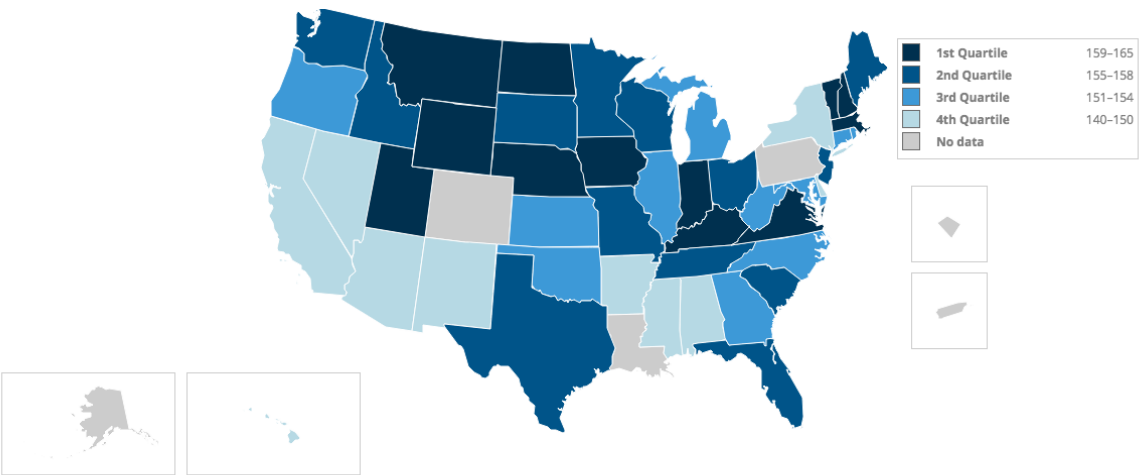 1st Quartile 159–165
2nd Quartile 155–158
3rd Quartile 151–154
4th Quartile 140–150
No data